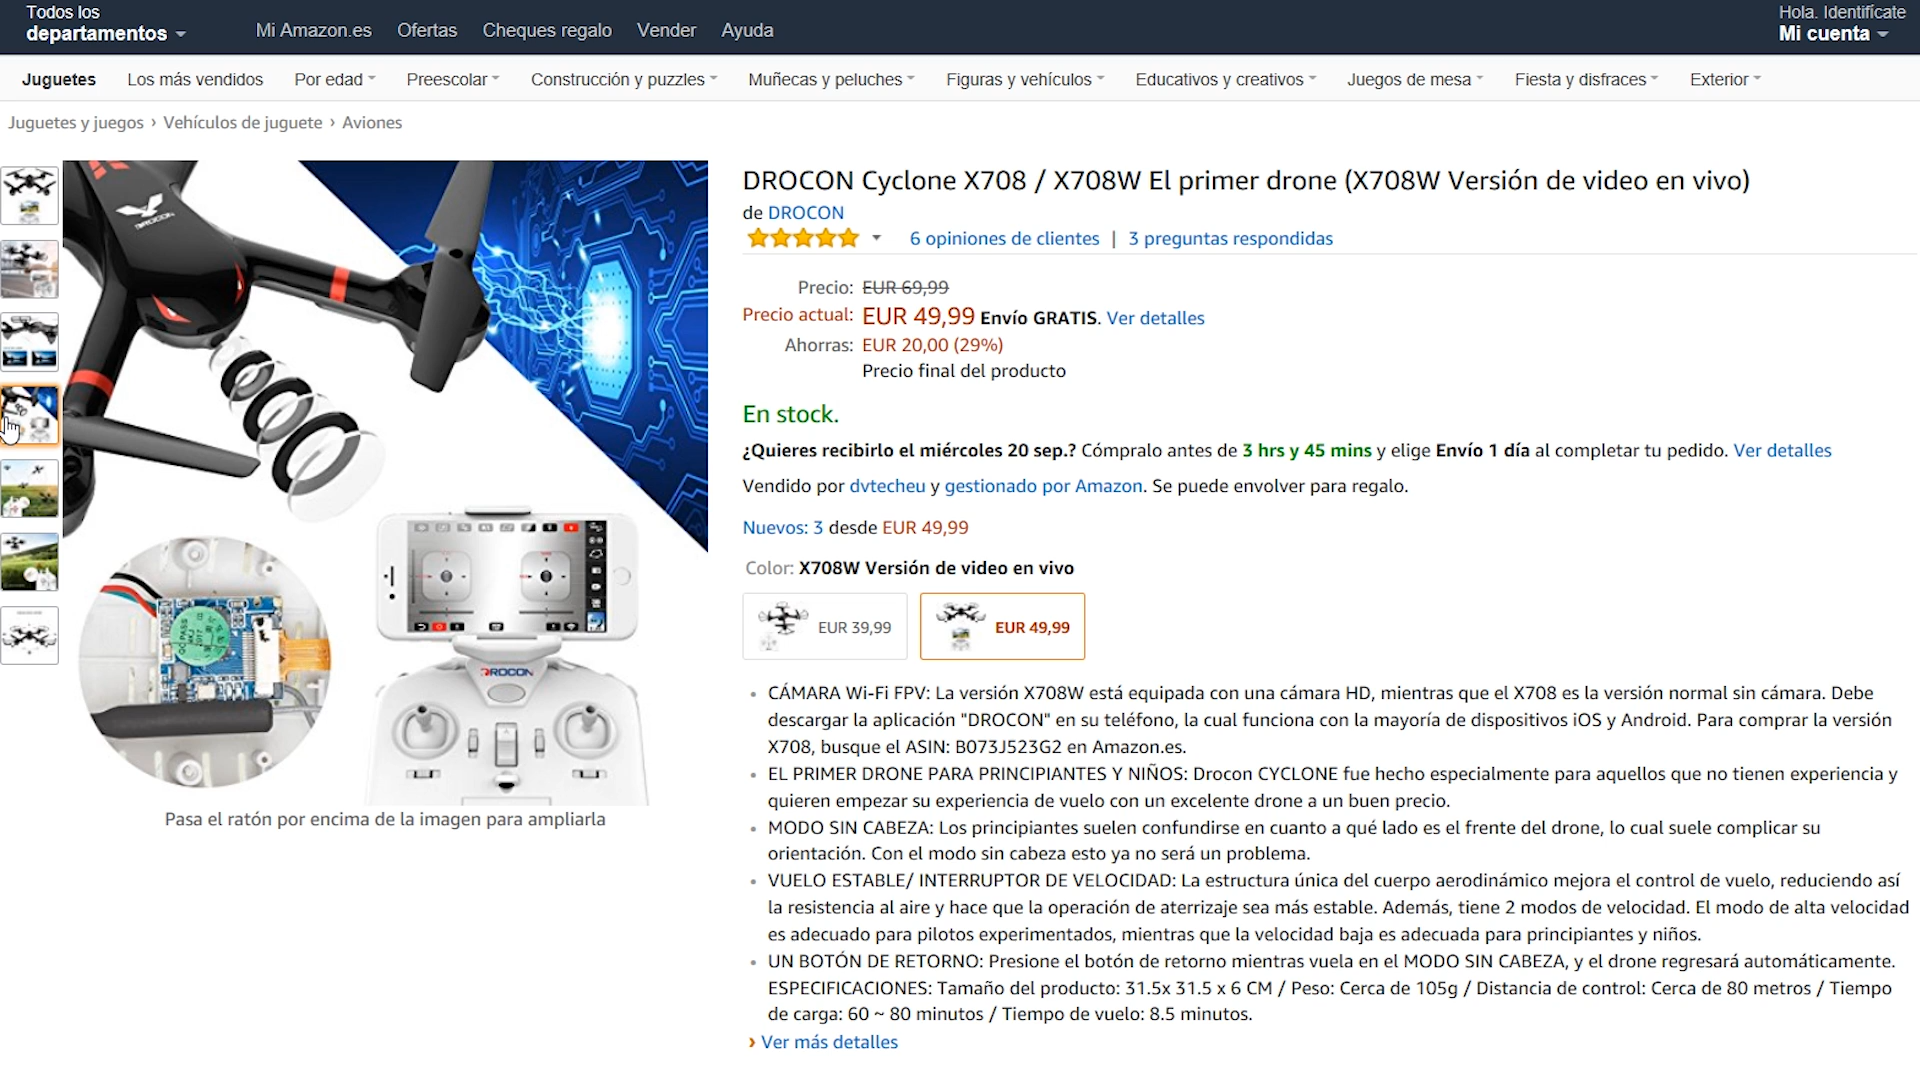 Todos los
departamentos
Mi Amazon.es Ofertas Cheques regalo Vender Ayuda
Hola. Identifícate
Mi cuenta
Juguetes Los más vendidos Por edad Preescolar Construcción y puzzles Muñecas y peluches Figuras y vehículos Educativos y creativos Juegos de mesa Fiesta y disfraces Exterior
Juguetes y juegos › Vehículos de juguete › Aviones
DROCON
DROCON
Pasa el ratón por encima de la imagen para ampliarla
DROCON Cyclone X708 / X708W El primer drone (X708W Versión de video en vivo)
de DROCON
6 opiniones de clientes | 3 preguntas respondidas
Precio: EUR 69,99
Precio actual: EUR 49,99 Envío GRATIS. Ver detalles
Ahorras: EUR 20,00 (29%)
Precio final del producto
En stock.
¿Quieres recibirlo el miércoles 20 sep.? Cómpralo antes de 3 hrs y 45 mins y elige Envío 1 día al completar tu pedido. Ver detalles
Vendido por dvtecheu y gestionado por Amazon. Se puede envolver para regalo.
Nuevos: 3 desde EUR 49,99
Color: X708W Versión de video en vivo
EUR 39,99 EUR 49,99
• CÁMARA Wi-Fi FPV: La versión X708W está equipada con una cámara HD, mientras que el X708 es la versión normal sin cámara. Debe
descargar la aplicación "DROCON" en su teléfono, la cual funciona con la mayoría de dispositivos iOS y Android. Para comprar la versión
X708, busque el ASIN: B073J523G2 en Amazon.es.
• EL PRIMER DRONE PARA PRINCIPIANTES Y NIÑOS: Drocon CYCLONE fue hecho especialmente para aquellos que no tienen experiencia y
quieren empezar su experiencia de vuelo con un excelente drone a un buen precio.
• MODO SIN CABEZA: Los principiantes suelen confundirse en cuanto a qué lado es el frente del drone, lo cual suele complicar su
orientación. Con el modo sin cabeza esto ya no será un problema.
• VUELO ESTABLE/ INTERRUPTOR DE VELOCIDAD: La estructura única del cuerpo aerodinámico mejora el control de vuelo, reduciendo así
la resistencia al aire y hace que la operación de aterrizaje sea más estable. Además, tiene 2 modos de velocidad. El modo de alta velocidad
es adecuado para pilotos experimentados, mientras que la velocidad baja es adecuada para principiantes y niños.
• UN BOTÓN DE RETORNO: Presione el botón de retorno mientras vuela en el MODO SIN CABEZA, y el drone regresará automáticamente.
ESPECIFICACIONES: Tamaño del producto: 31.5x 31.5 x 6 CM / Peso: Cerca de 105g / Distancia de control: Cerca de 80 metros / Tiempo
de carga: 60 ~ 80 minutos / Tiempo de vuelo: 8.5 minutos.
› Ver más detalles